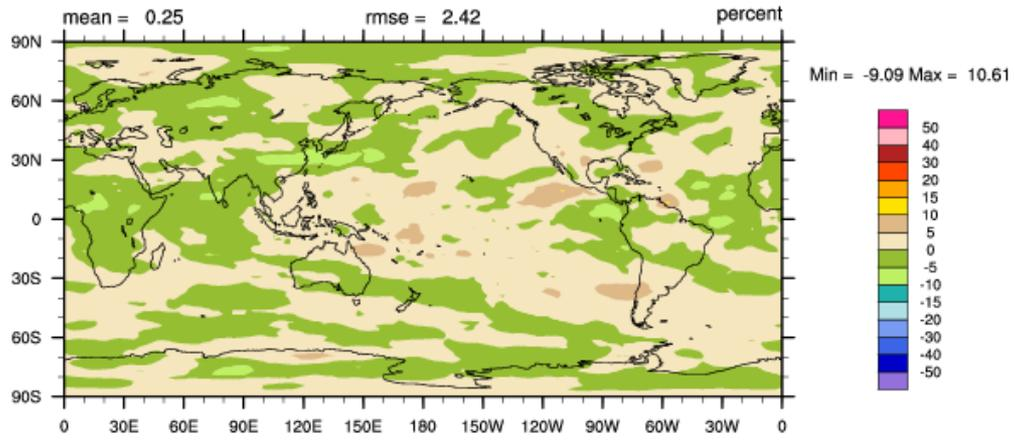 mean = 0.25 rmse = 2.42 percent
Min = -9.09 Max = 10.61
90N
60N
30N
0
30S
60S
90S
0 30E 60E 90E 120E 150E 180 150W 120W 90W 60W 30W 0
50
40
30
20
15
10
5
0
-5
-10
-15
-20
-30
-40
-50